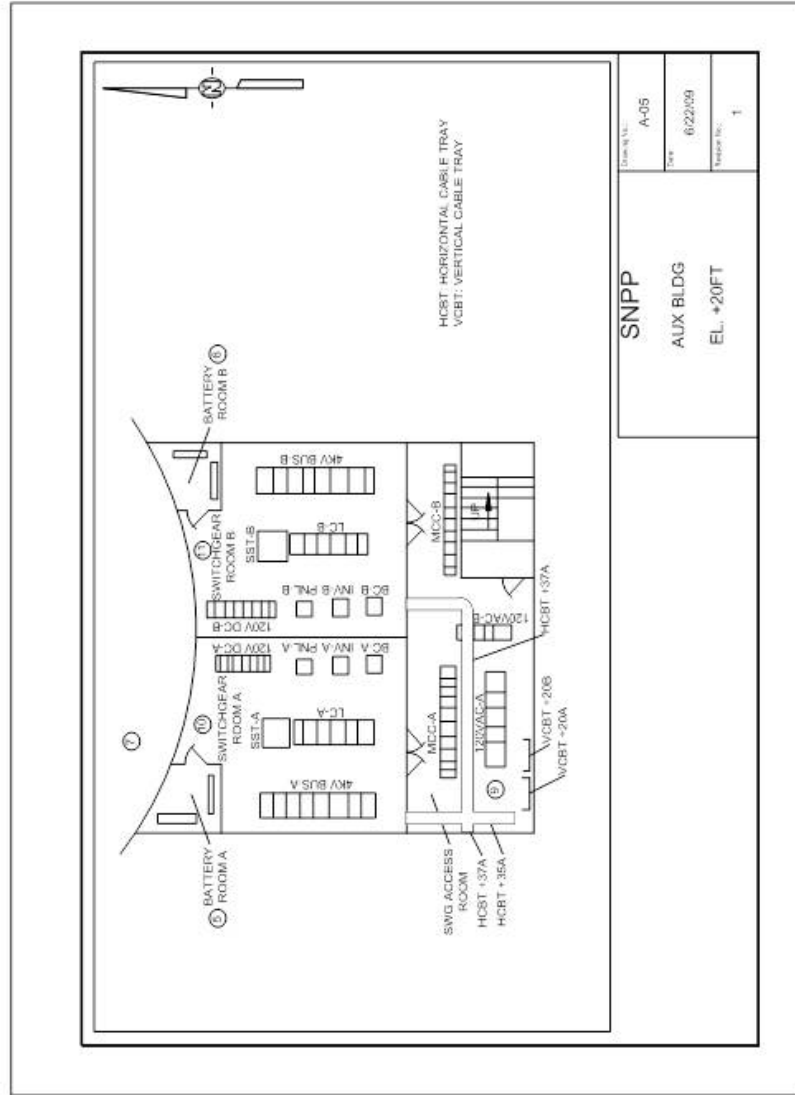 N
HCBT: HORIZONTAL CABLE TRAY
VCBT: VERTICAL CABLE TRAY
7
5
BATTERY
ROOM A
BATTERY
ROOM B
10
SWITCHGEAR
ROOM A
11
SWITCHGEAR
ROOM B
4KV BUS-A
SST-A
LC-A
120V DC-A
PNL-A
INV-A
BC A
120V DC-B
PNL-B
INV-B
BC B
SST-B
LC-B
4KV BUS-B
MCC-A
MCC-B
UP
120VAC-A
120VAC-B
9
SWG ACCESS
ROOM
HCBT +37A
HCBT +35A
VCBT +20A
VCBT +20B
HCBT +37A
SNPP
AUX BLDG
EL. +20FT
A-05
Date
6/22/09
Revision No.:
1